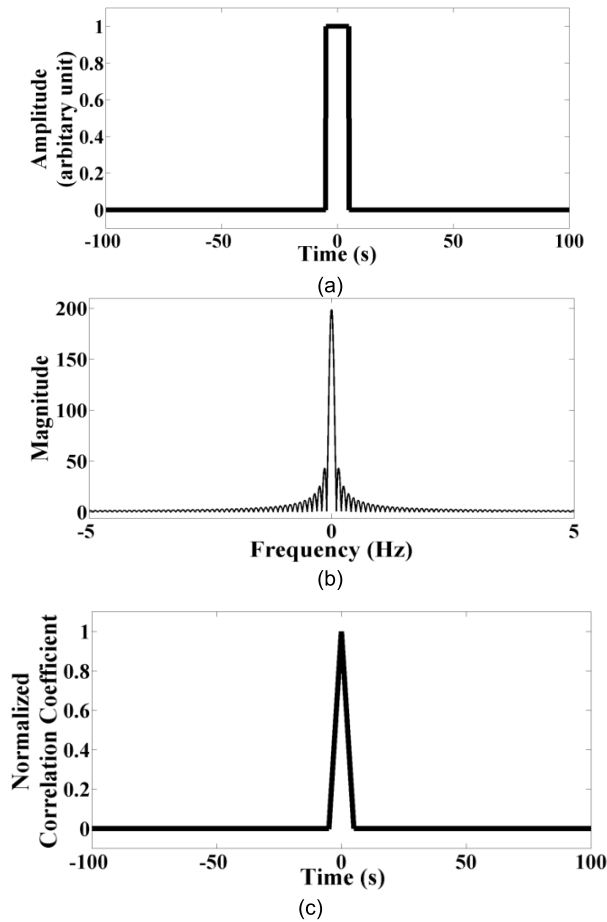 Amplitude
(arbitary unit)
1
0.8
0.6
0.4
0.2
0
-100
-50
0
50
100
Time (s)
(a)
Magnitude
200
150
100
50
0
-5
0
5
Frequency (Hz)
(b)
Normalized
Correlation Coefficient
1
0.8
0.6
0.4
0.2
0
-100
-50
0
50
100
Time (s)
(c)